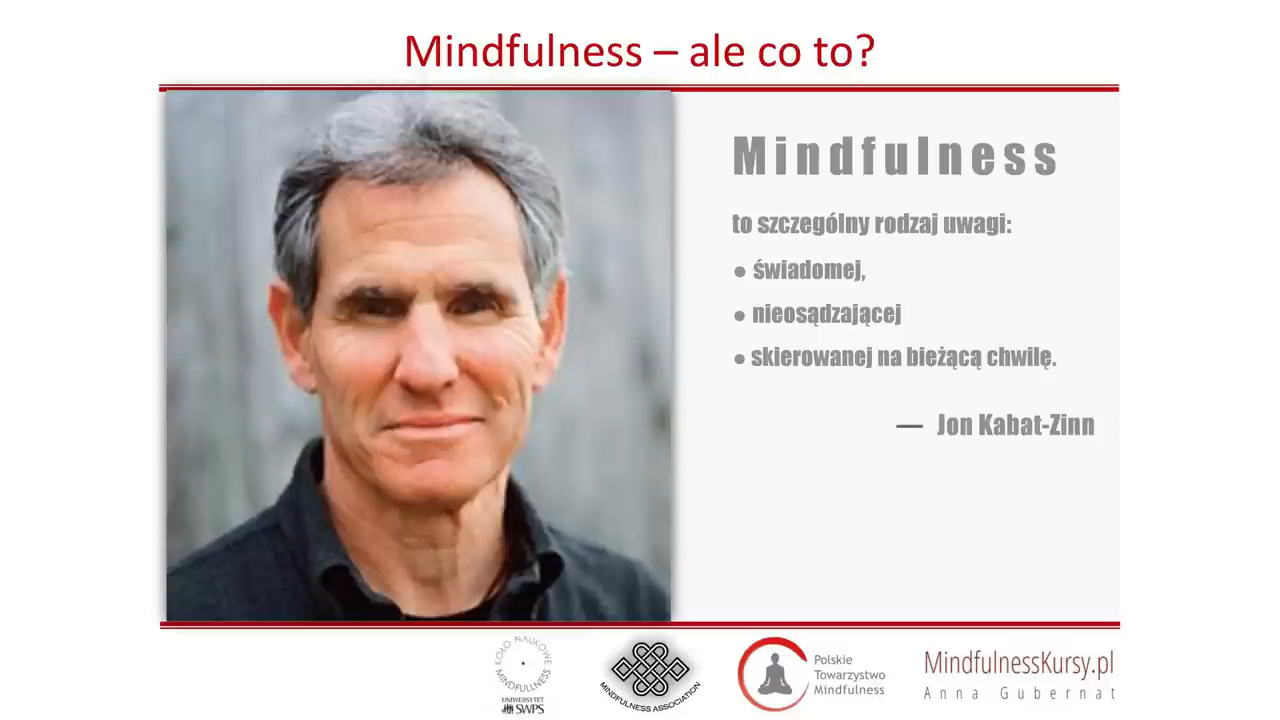 Mindfulness – ale co to?
Mindfulness
to szczególny rodzaj uwagi:
● świadomej,
● nieosądzającej
● skierowanej na bieżącą chwilę.
— Jon Kabat-Zinn
KOŁO NAUKOWE
MINDFULLNESS
UNIWERSYTET
SWPS
MINDFULNESS ASSOCIATION
Polskie
Towarzystwo
Mindfulness
MindfulnessKursy.pl
Anna Gubernat